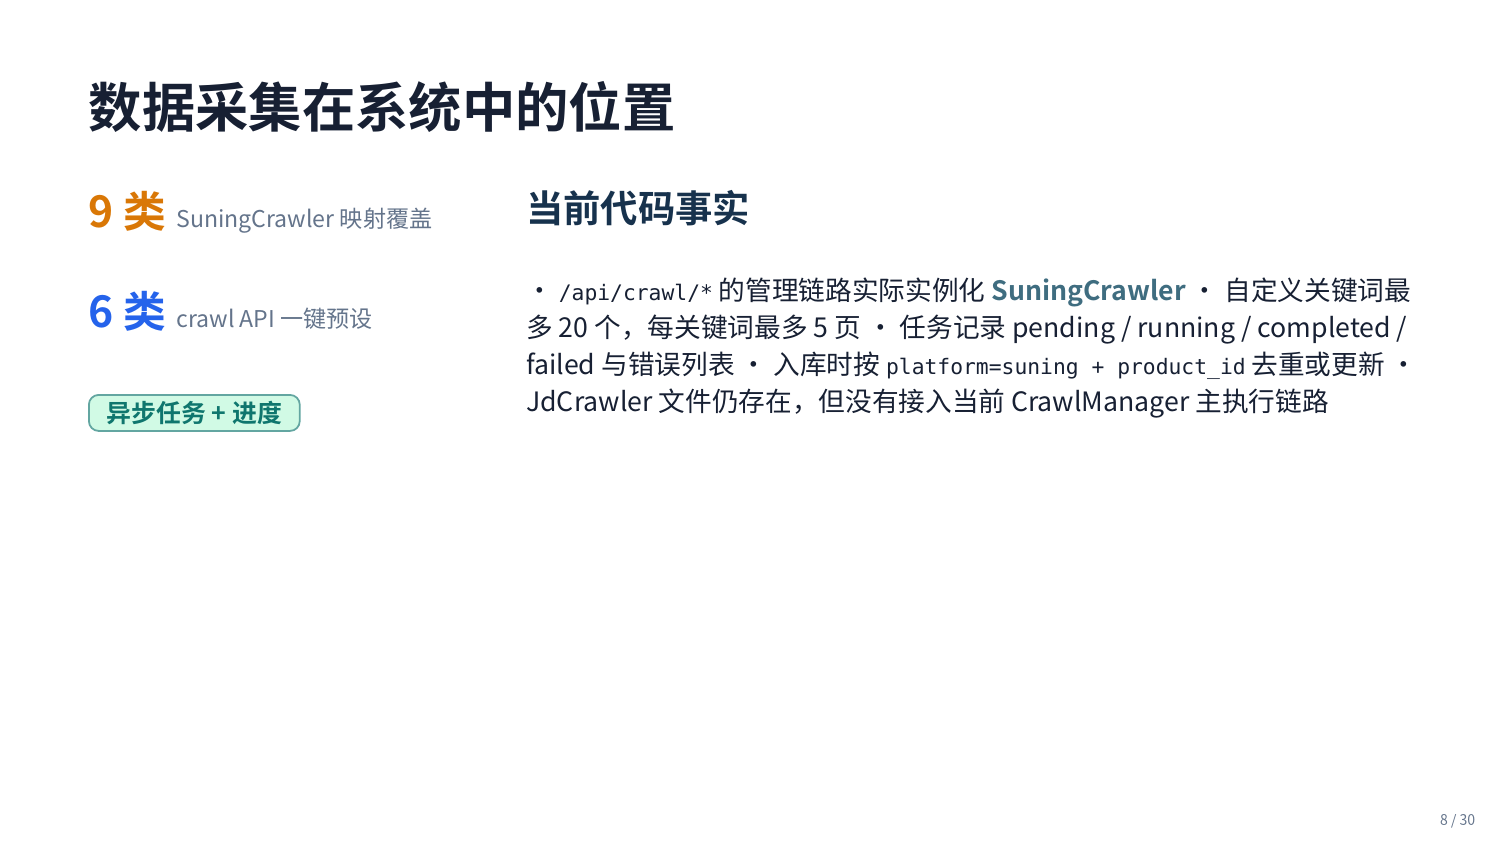 数据采集在系统中的位置
9 类 SuningCrawler 映射覆盖
6 类 crawl API 一键预设
异步任务 + 进度
当前代码事实
• /api/crawl/* 的管理链路实际实例化 SuningCrawler • 自定义关键词最
多 20 个，每关键词最多 5 页 • 任务记录 pending / running / completed /
failed 与错误列表 • 入库时按 platform=suning + product_id 去重或更新 •
JdCrawler 文件仍存在，但没有接入当前 CrawlManager 主执行链路
8 / 30